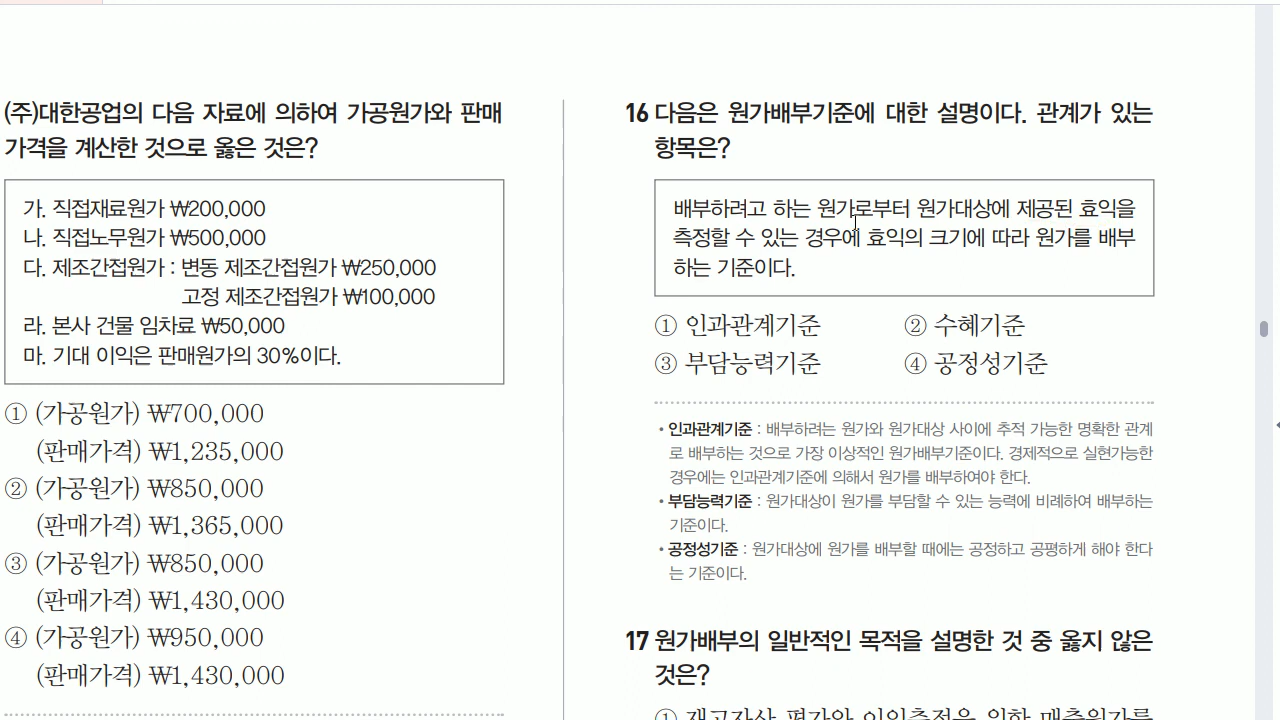 (주)대한공업의 다음 자료에 의하여 가공원가와 판매
가격을 계산한 것으로 옳은 것은?
가. 직접재료원가 ₩200,000
나. 직접노무원가 ₩500,000
다. 제조간접원가 : 변동 제조간접원가 ₩250,000
고정 제조간접원가 ₩100,000
라. 본사 건물 임차료 ₩50,000
마. 기대 이익은 판매원가의 30%이다.
① (가공원가) ₩700,000
(판매가격) ₩1,235,000
② (가공원가) ₩850,000
(판매가격) ₩1,365,000
③ (가공원가) ₩850,000
(판매가격) ₩1,430,000
④ (가공원가) ₩950,000
(판매가격) ₩1,430,000
16 다음은 원가배부기준에 대한 설명이다. 관계가 있는
항목은?
배부하려고 하는 원가로부터 원가대상에 제공된 효익을
측정할 수 있는 경우에 효익의 크기에 따라 원가를 배부
하는 기준이다.
① 인과관계기준 ② 수혜기준
③ 부담능력기준 ④ 공정성기준
• 인과관계기준 : 배부하려는 원가와 원가대상 사이에 추적 가능한 명확한 관계
로 배부하는 것으로 가장 이상적인 원가배부기준이다. 경제적으로 실현가능한
경우에는 인과관계기준에 의해서 원가를 배부하여야 한다.
• 부담능력기준 : 원가대상이 원가를 부담할 수 있는 능력에 비례하여 배부하는
기준이다.
• 공정성기준 : 원가대상에 원가를 배부할 때에는 공정하고 공평하게 해야 한다
는 기준이다.
17 원가배부의 일반적인 목적을 설명한 것 중 옳지 않은
것은?
① 재고자산 평가와 이익측정을 위한 매출원가를